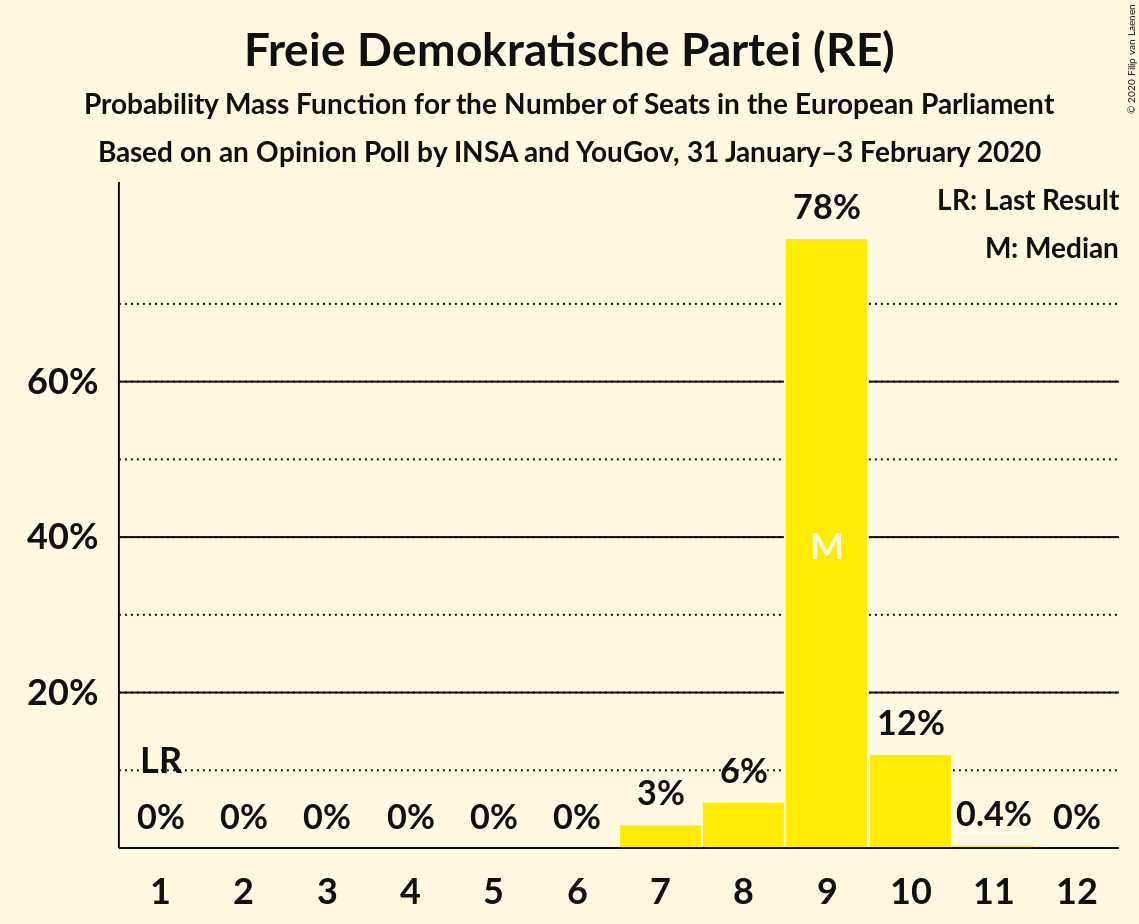 Freie Demokratische Partei (RE)
Probability Mass Function for the Number of Seats in the European Parliament
Based on an Opinion Poll by INSA and YouGov, 31 January–3 February 2020
© 2020 Filip van Laenen
LR: Last Result
M: Median
78%
60%
40%
M
20%
12%
LR
6%
3%
0% 0% 0% 0% 0% 0% 0.4% 0%
1 2 3 4 5 6 7 8 9 10 11 12